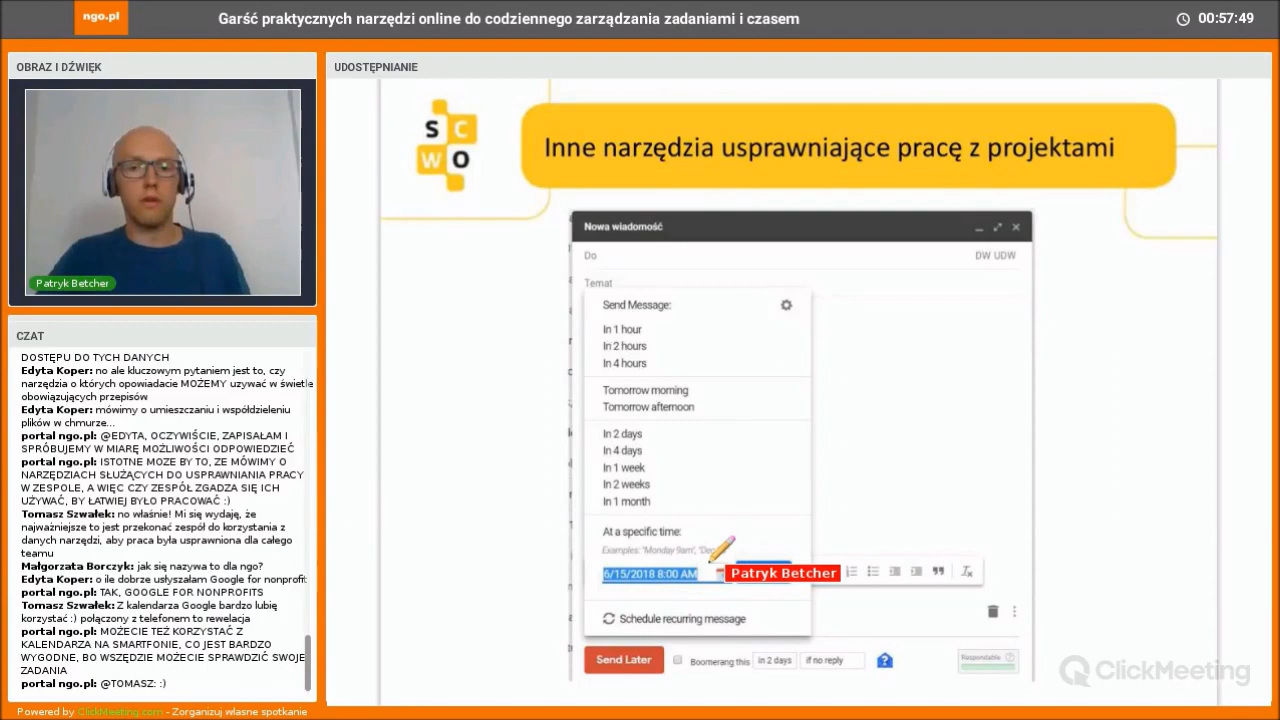 ngo.pl
Garść praktycznych narzędzi online do codziennego zarządzania zadaniami i czasem
00:57:49
OBRAZ I DŹWIĘK
Patryk Betcher
CZAT
DOSTĘPU DO TYCH DANYCH
Edyta Koper: no ale kluczowym pytaniem jest to, czy
narzędzia o których opowiadacie MOŻEMY uzywać w świetle
obowiązujących przepisów
Edyta Koper: mówimy o umieszczaniu i współdzieleniu
plików w chmurze...
portal ngo.pl: @EDYTA, OCZYWIŚCIE, ZAPISAŁAM I
SPRÓBUJEMY W MIARĘ MOŻLIWOŚCI ODPOWIEDZIEĆ
portal ngo.pl: ISTOTNE MOZE BY TO, ZE MÓWIMY O
NARZĘDZIACH SŁUŻĄCYCH DO USPRAWNIANIA PRACY
W ZESPOLE, A WIĘC CZY ZESPÓŁ ZGADZA SIĘ ICH
UŻYWAĆ, BY ŁATWIEJ BYŁO PRACOWAĆ :)
Tomasz Szwałek: no właśnie! Mi się wydaję, że
najważniejsze to jest przekonać zespół do korzystania z
danych narzędzi, aby praca była usprawniona dla całego
teamu
Małgorzata Borczyk: jak się nazywa to dla ngo?
Edyta Koper: o ile dobrze usłyszałam Google for nonprofit
portal ngo.pl: TAK, GOOGLE FOR NONPROFITS
Tomasz Szwałek: Z kalendarza Google bardzo lubię
korzystać :) połączony z telefonem to rewelacja
portal ngo.pl: MOŻECIE TEŻ KORZYSTAĆ Z
KALENDARZA NA SMARTFONIE, CO JEST BARDZO
WYGODNE, BO WSZĘDZIE MOŻECIE SPRAWDZIĆ SWOJE
ZADANIA
portal ngo.pl: @TOMASZ: :)
Powered by ClickMeeting.com - Zorganizuj własne spotkanie
UDOSTĘPNIANIE
S C
W O
Inne narzędzia usprawniające pracę z projektami
Nowa wiadomość
Do
DW UDW
Temat
Send Message:
In 1 hour
In 2 hours
In 4 hours
Tomorrow morning
Tomorrow afternoon
In 2 days
In 4 days
In 1 week
In 2 weeks
In 1 month
At a specific time:
Examples: "Monday 9am", "Dec
6/15/2018 8:00 AM
Patryk Betcher
Schedule recurring message
Send Later
Boomerang this
in 2 days
if no reply
Respondable
ClickMeeting